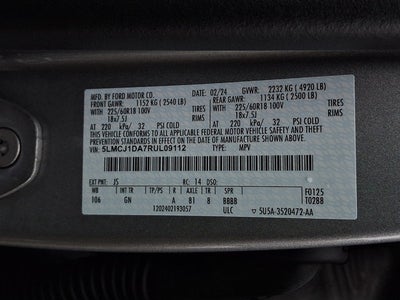 MFD. BY FORD MOTOR CO. 02/24 GVWR: 2232 KG ( 4920 LB)
FRONT GAWR: 1152 KG ( 2540 LB) REAR GAWR: 1134 KG ( 2500 LB)
WITH WITH
225/60R18 100V TIRES 225/60R18 100V TIRES
18x7.5J RIMS 18x7.5J RIMS
AT 220 kPa/ 32 PSI COLD AT 220 kPa/ 32 PSI COLD
THIS VEHICLE CONFORMS TO ALL APPLICABLE FEDERAL MOTOR VEHICLE
SAFETY, BUMPER, AND THEFT PREVENTION STANDARDS IN EFFECT ON THE
DATE OF MANUFACTURE SHOWN ABOVE.
VIN: 5LMCJ1DA7RUL09112 TYPE: MPV
EXT PNT: JS RC: 14 DSO: F0125
WB INT TR TP/PS R AXLE TR SPR T0288
106 GN A 81 8 BBBB
1202402193057 ULC 5U5A-3520472-AA